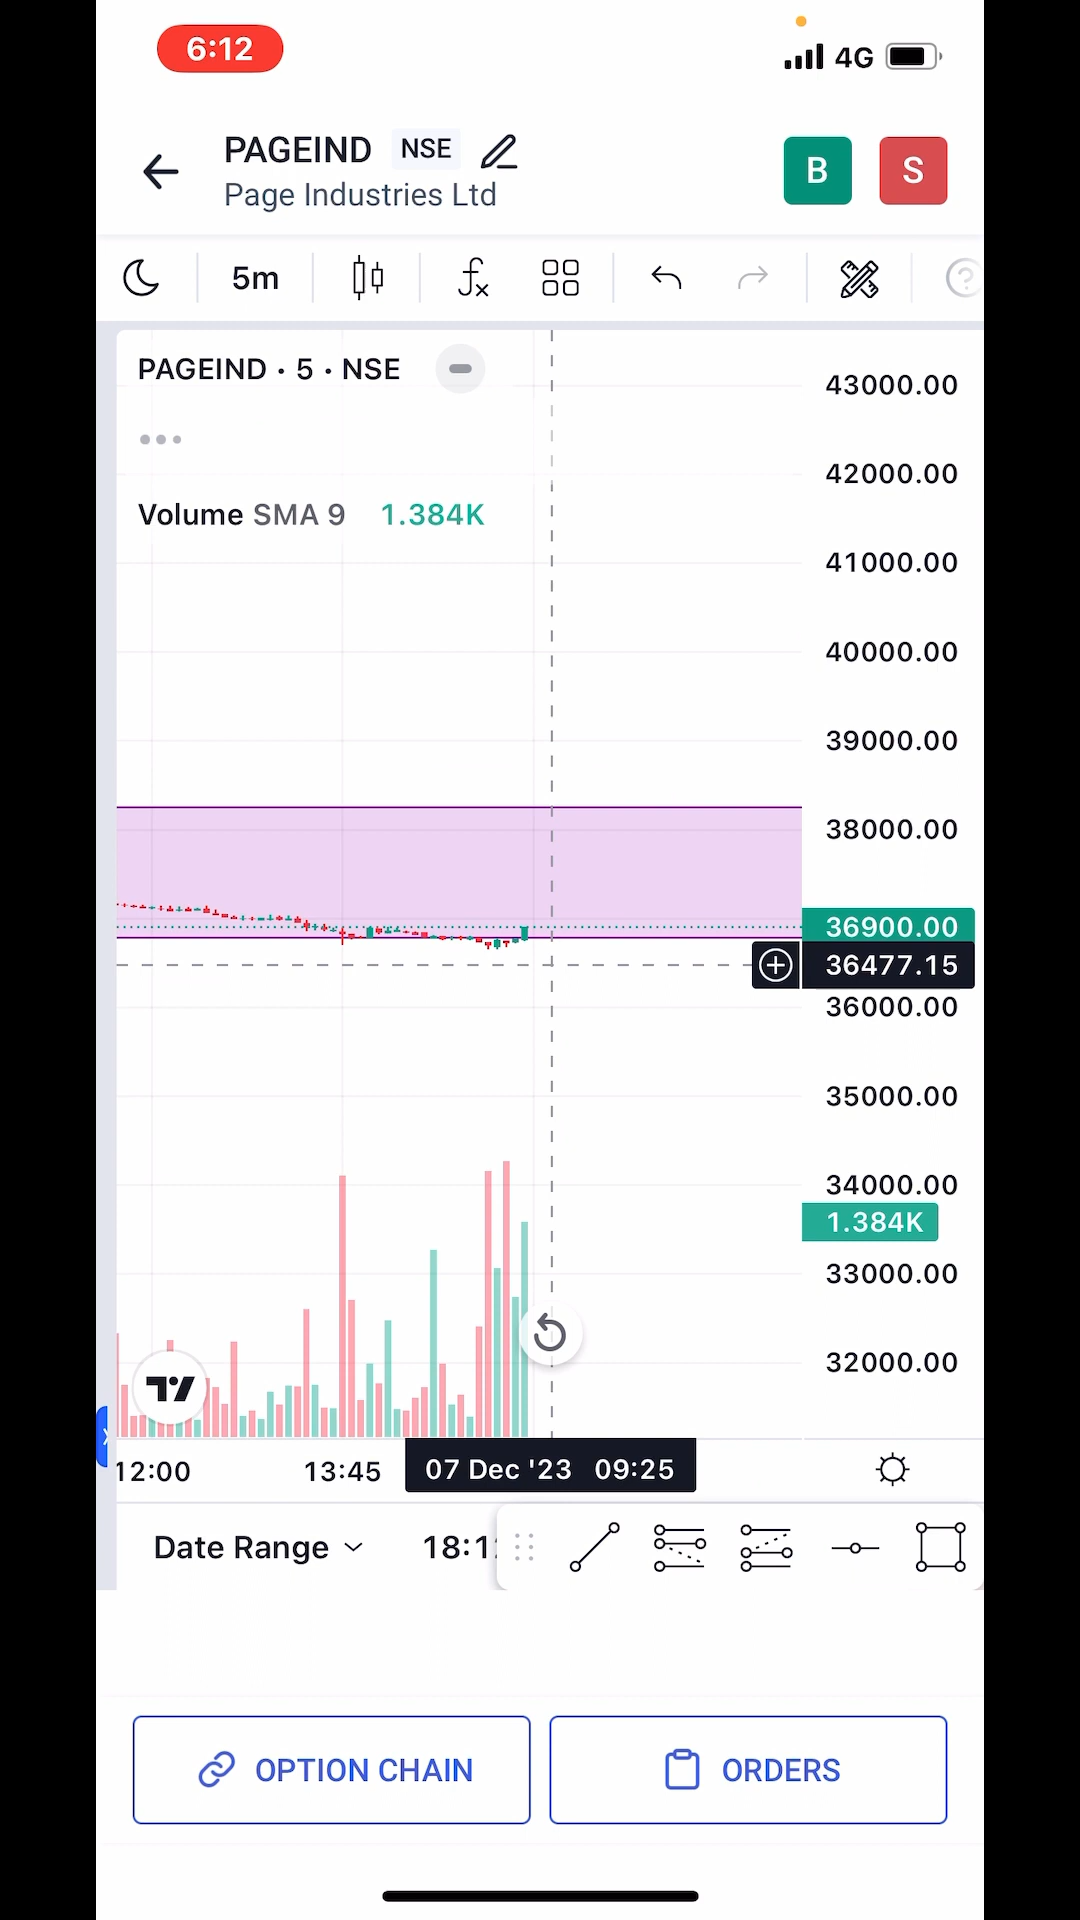 6:12
4G
PAGEIND NSE
B S
Page Industries Ltd
5m
PAGEIND · 5 · NSE
43000.00
42000.00
Volume SMA 9 1.384K
41000.00
40000.00
39000.00
38000.00
36900.00
36477.15
36000.00
35000.00
34000.00
1.384K
33000.00
32000.00
12:00 13:45 07 Dec '23 09:25
Date Range 18:1
OPTION CHAIN ORDERS